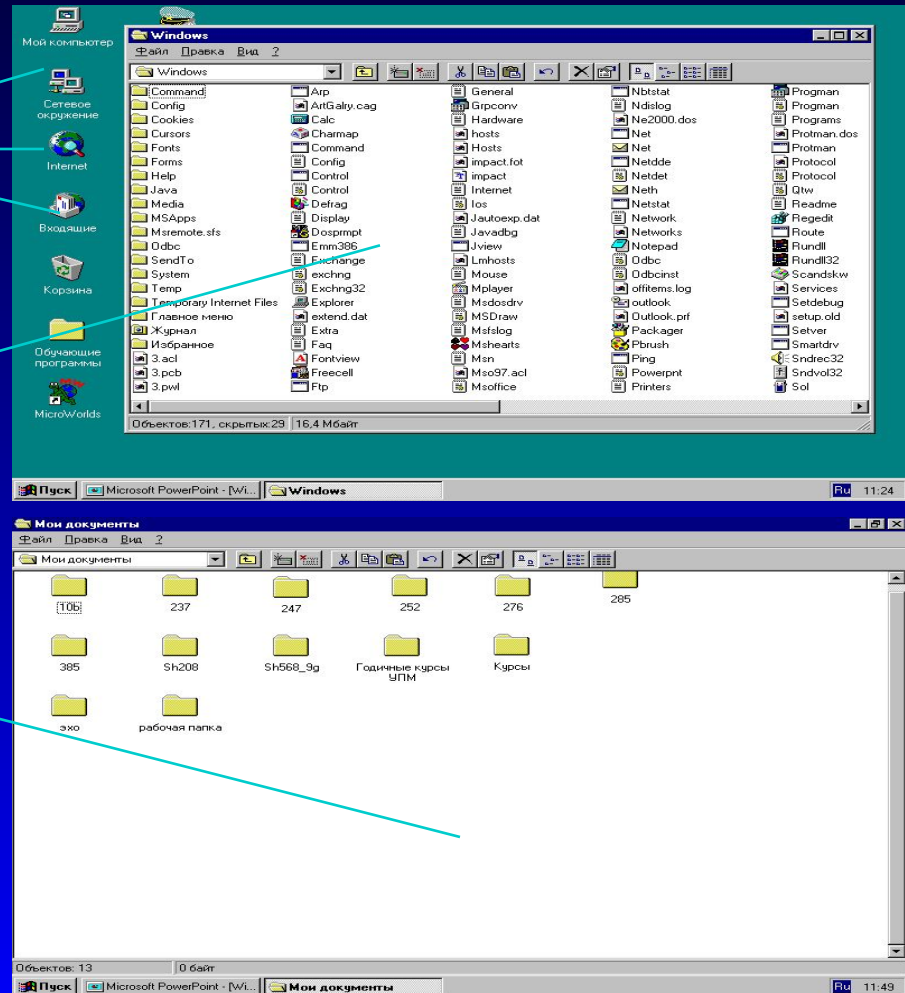 Мой компьютер
Сетевое
окружение
Internet
Входящие
Корзина
Обучающие
программы
MicroWorlds
Windows
Файл Правка Вид ?
Windows
Command
Config
Cookies
Cursors
Fonts
Forms
Help
Java
Media
MSApps
Msremote.sfs
Odbc
SendTo
System
Temp
Temporary Internet Files
Главное меню
Журнал
Избранное
3.acl
3.pcb
3.pwl
Arp
ArtGalry.cag
Calc
Charmap
Command
Config
Control
Control
Defrag
Display
Dosprmpt
Emm386
Exchange
exchng
Exchng32
Explorer
extend.dat
Extra
Faq
Fontview
Freecell
Ftp
General
Grpconv
Hardware
hosts
Hosts
impact.fot
impact
Internet
Ios
Jautoexp.dat
Javadbg
Jview
Lmhosts
Mouse
Mplayer
Msdosdrv
MSDraw
Msfslog
Mshearts
Msn
Mso97.acl
Msoffice
Nbtstat
Ndislog
Ne2000.dos
Net
Net
Netdde
Netdet
Neth
Netstat
Network
Networks
Notepad
Odbc
Odbcinst
offitems.log
outlook
Outlook.prf
Packager
Pbrush
Ping
Powerpnt
Printers
Progman
Progman
Programs
Protman.dos
Protman
Protocol
Protocol
Qtw
Readme
Regedit
Route
Rundll
Rundll32
Scandskw
Services
Setdebug
setup.old
Setver
Smartdrv
Sndrec32
Sndvol32
Sol
Объектов:171, скрытых:29 16,4 Мбайт
Пуск Microsoft PowerPoint - [Wi... Windows Ru 11:24
Мои документы
Файл Правка Вид ?
Мои документы
10b 237 247 252 276 285
385 Sh208 Sh568_9g Годичные курсы Курсы
УПМ
эхо рабочая папка
Объектов: 13 0 байт
Пуск Microsoft PowerPoint - [Wi... Мои документы Ru 11:49